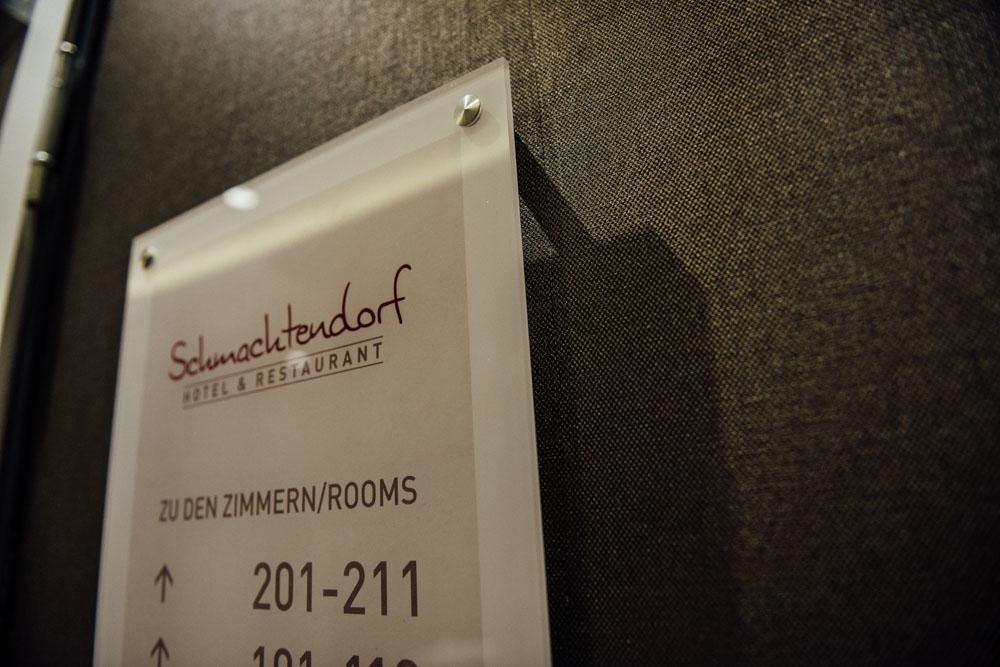 Schmachtendorf
HOTEL & RESTAURANT
ZU DEN ZIMMERN/ROOMS
↑ 201-211
↑